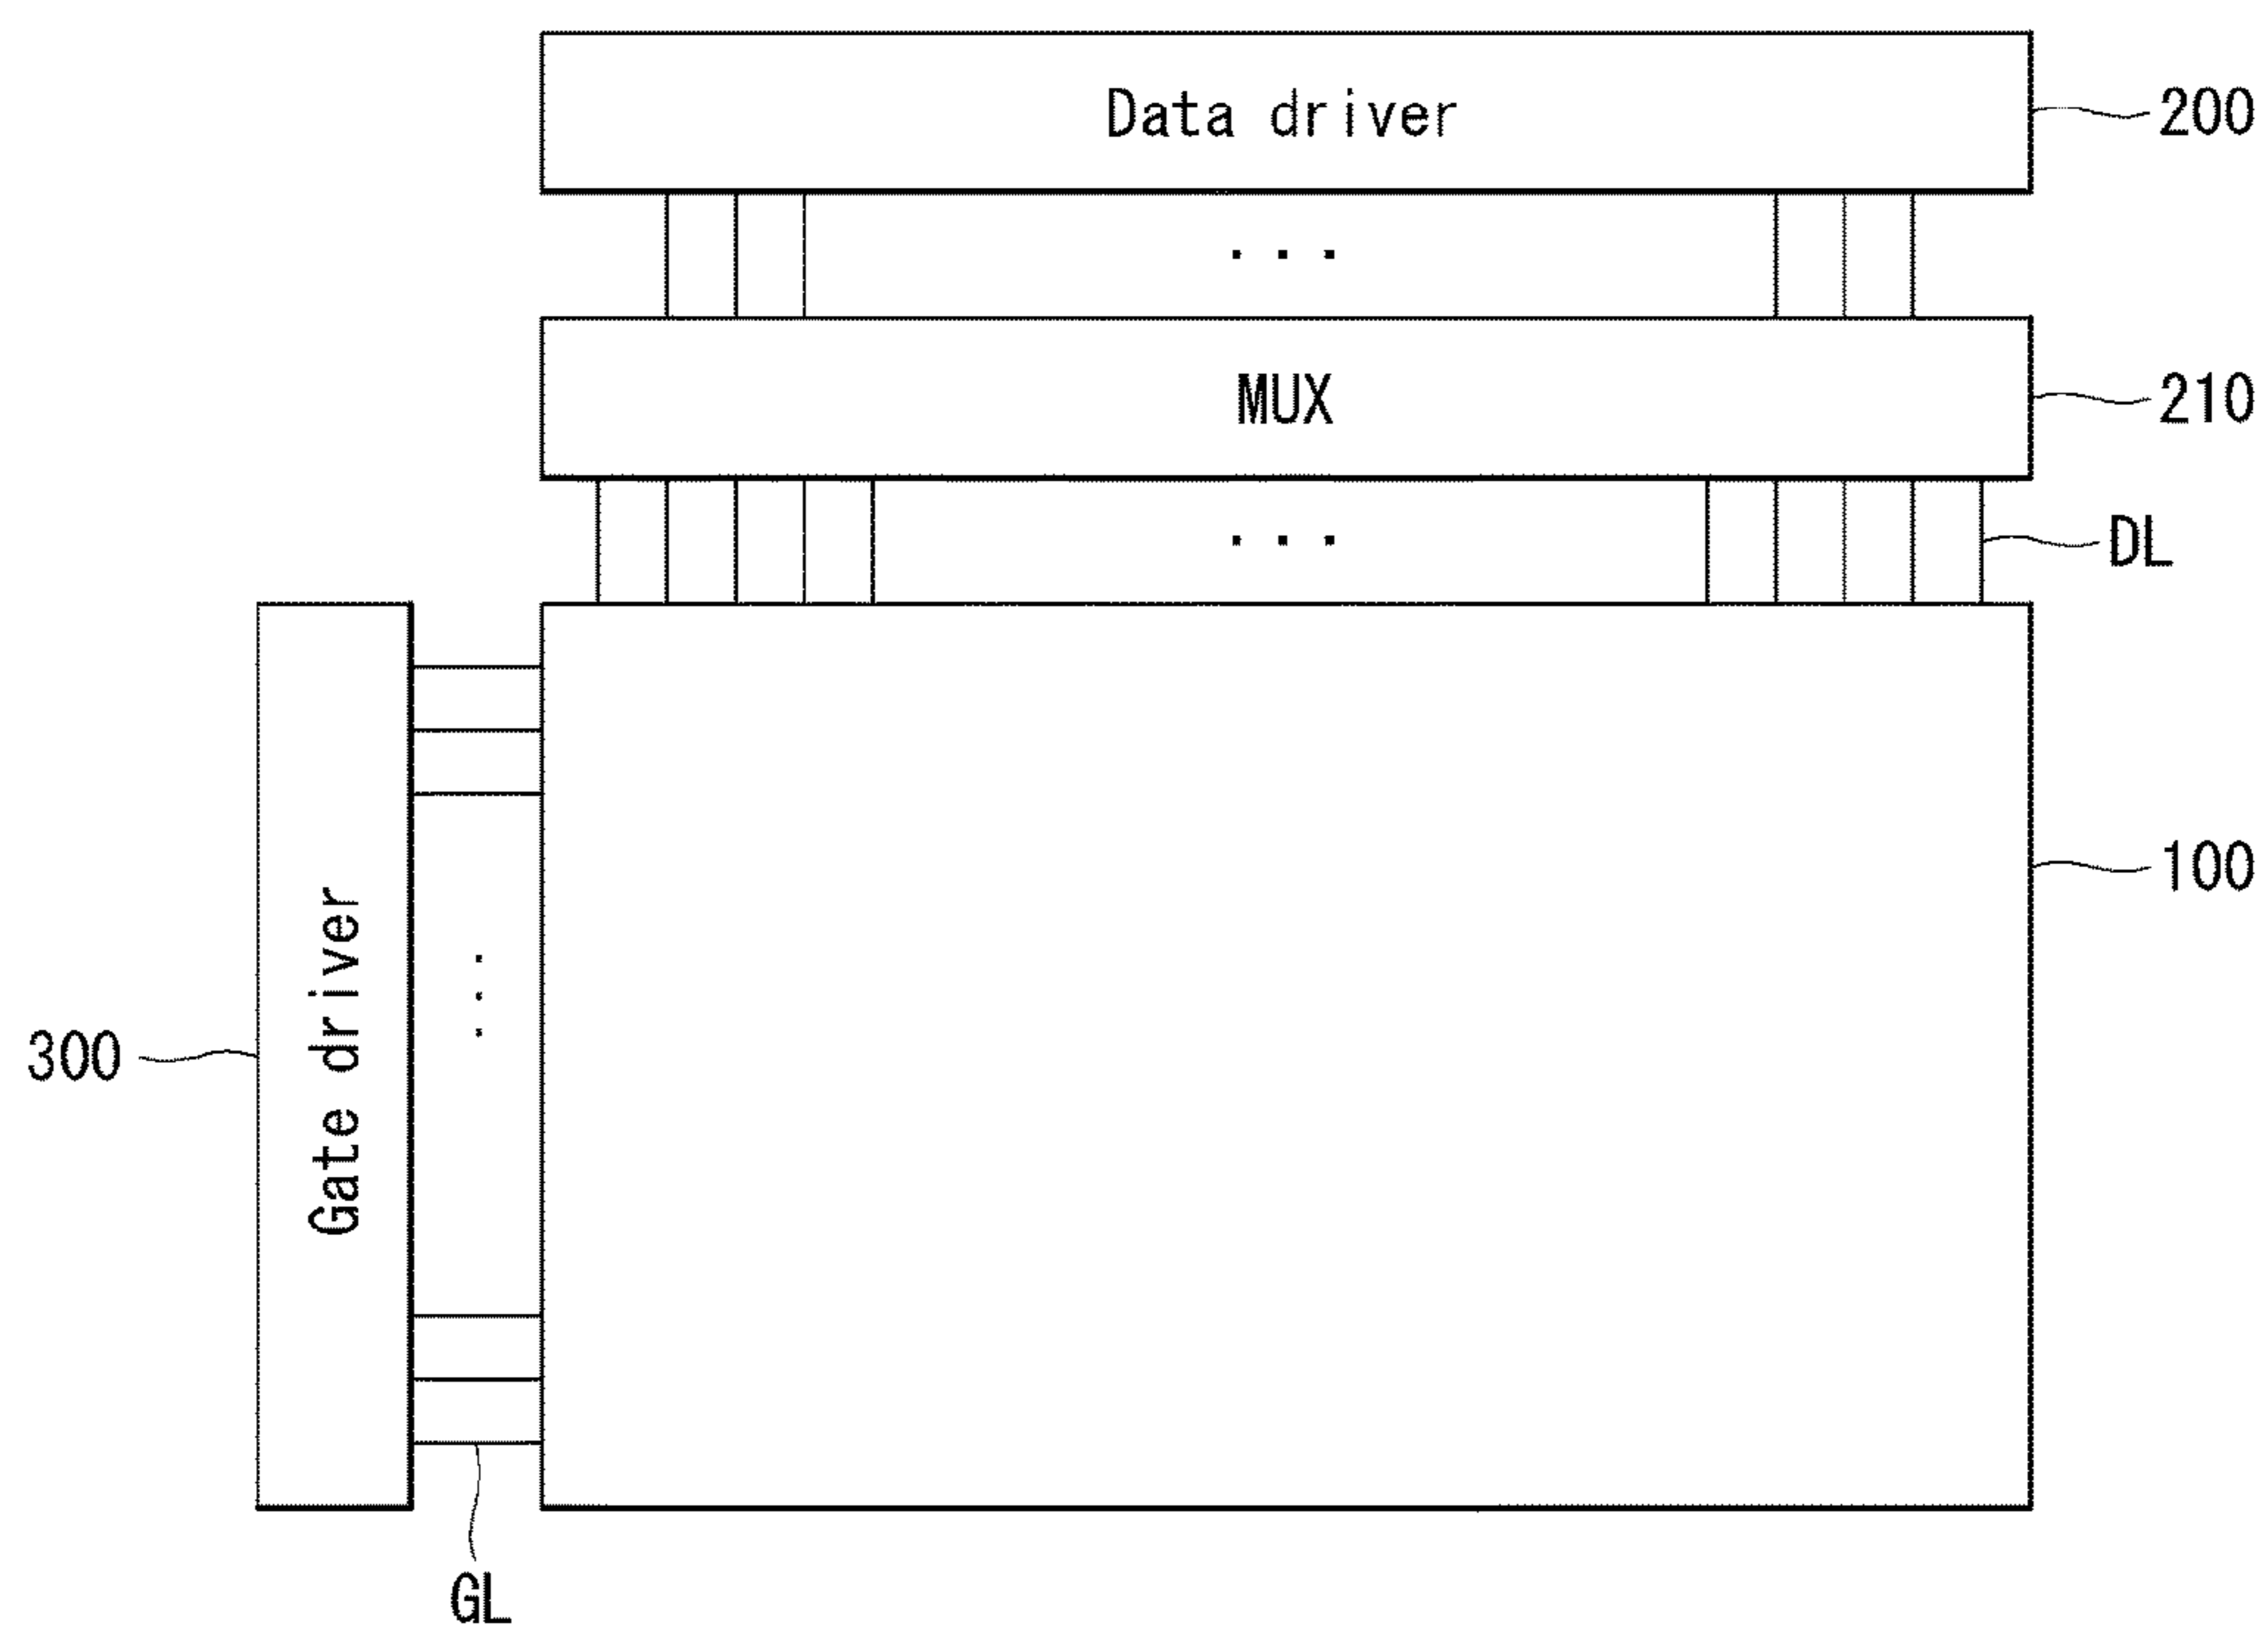 Data driver
200
. . .
MUX
210
. . .
DL
100
Gate driver
. . .
300
GL